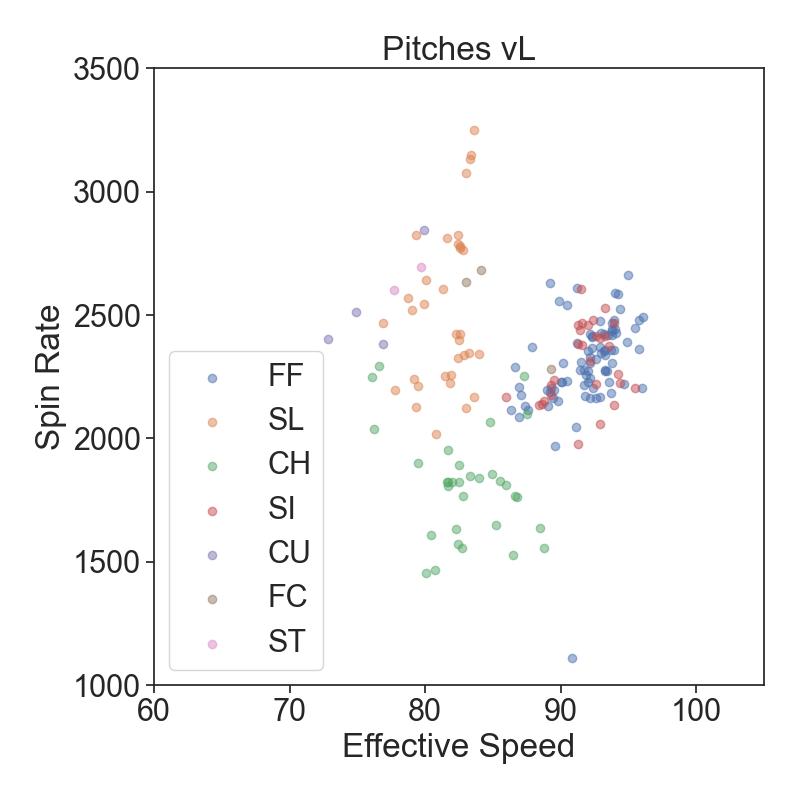 Pitches vL
3500
3000
2500
2000
1500
1000
Spin Rate
FF
SL
CH
SI
CU
FC
ST
60 70 80 90 100
Effective Speed